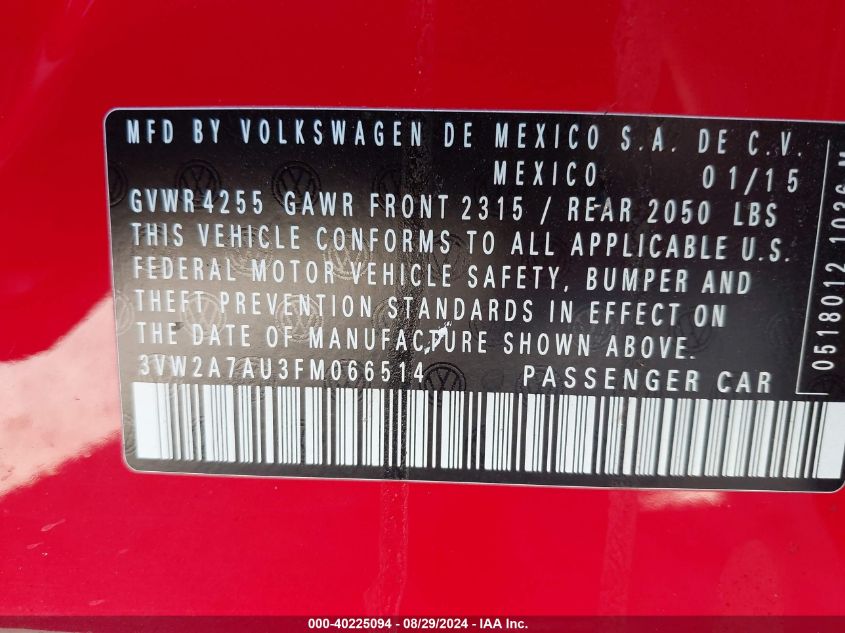 MFD BY VOLKSWAGEN DE MEXICO S.A. DE C.V.
MEXICO 01/15
GVWR 4255 GAWR FRONT 2315 / REAR 2050 LBS
THIS VEHICLE CONFORMS TO ALL APPLICABLE U.S.
FEDERAL MOTOR VEHICLE SAFETY, BUMPER AND
THEFT PREVENTION STANDARDS IN EFFECT ON
THE DATE OF MANUFACTURE SHOWN ABOVE.
3VW2A7AU3FM066514 PASSENGER CAR
0518012 1036
000-40225094 - 08/29/2024 - IAA Inc.